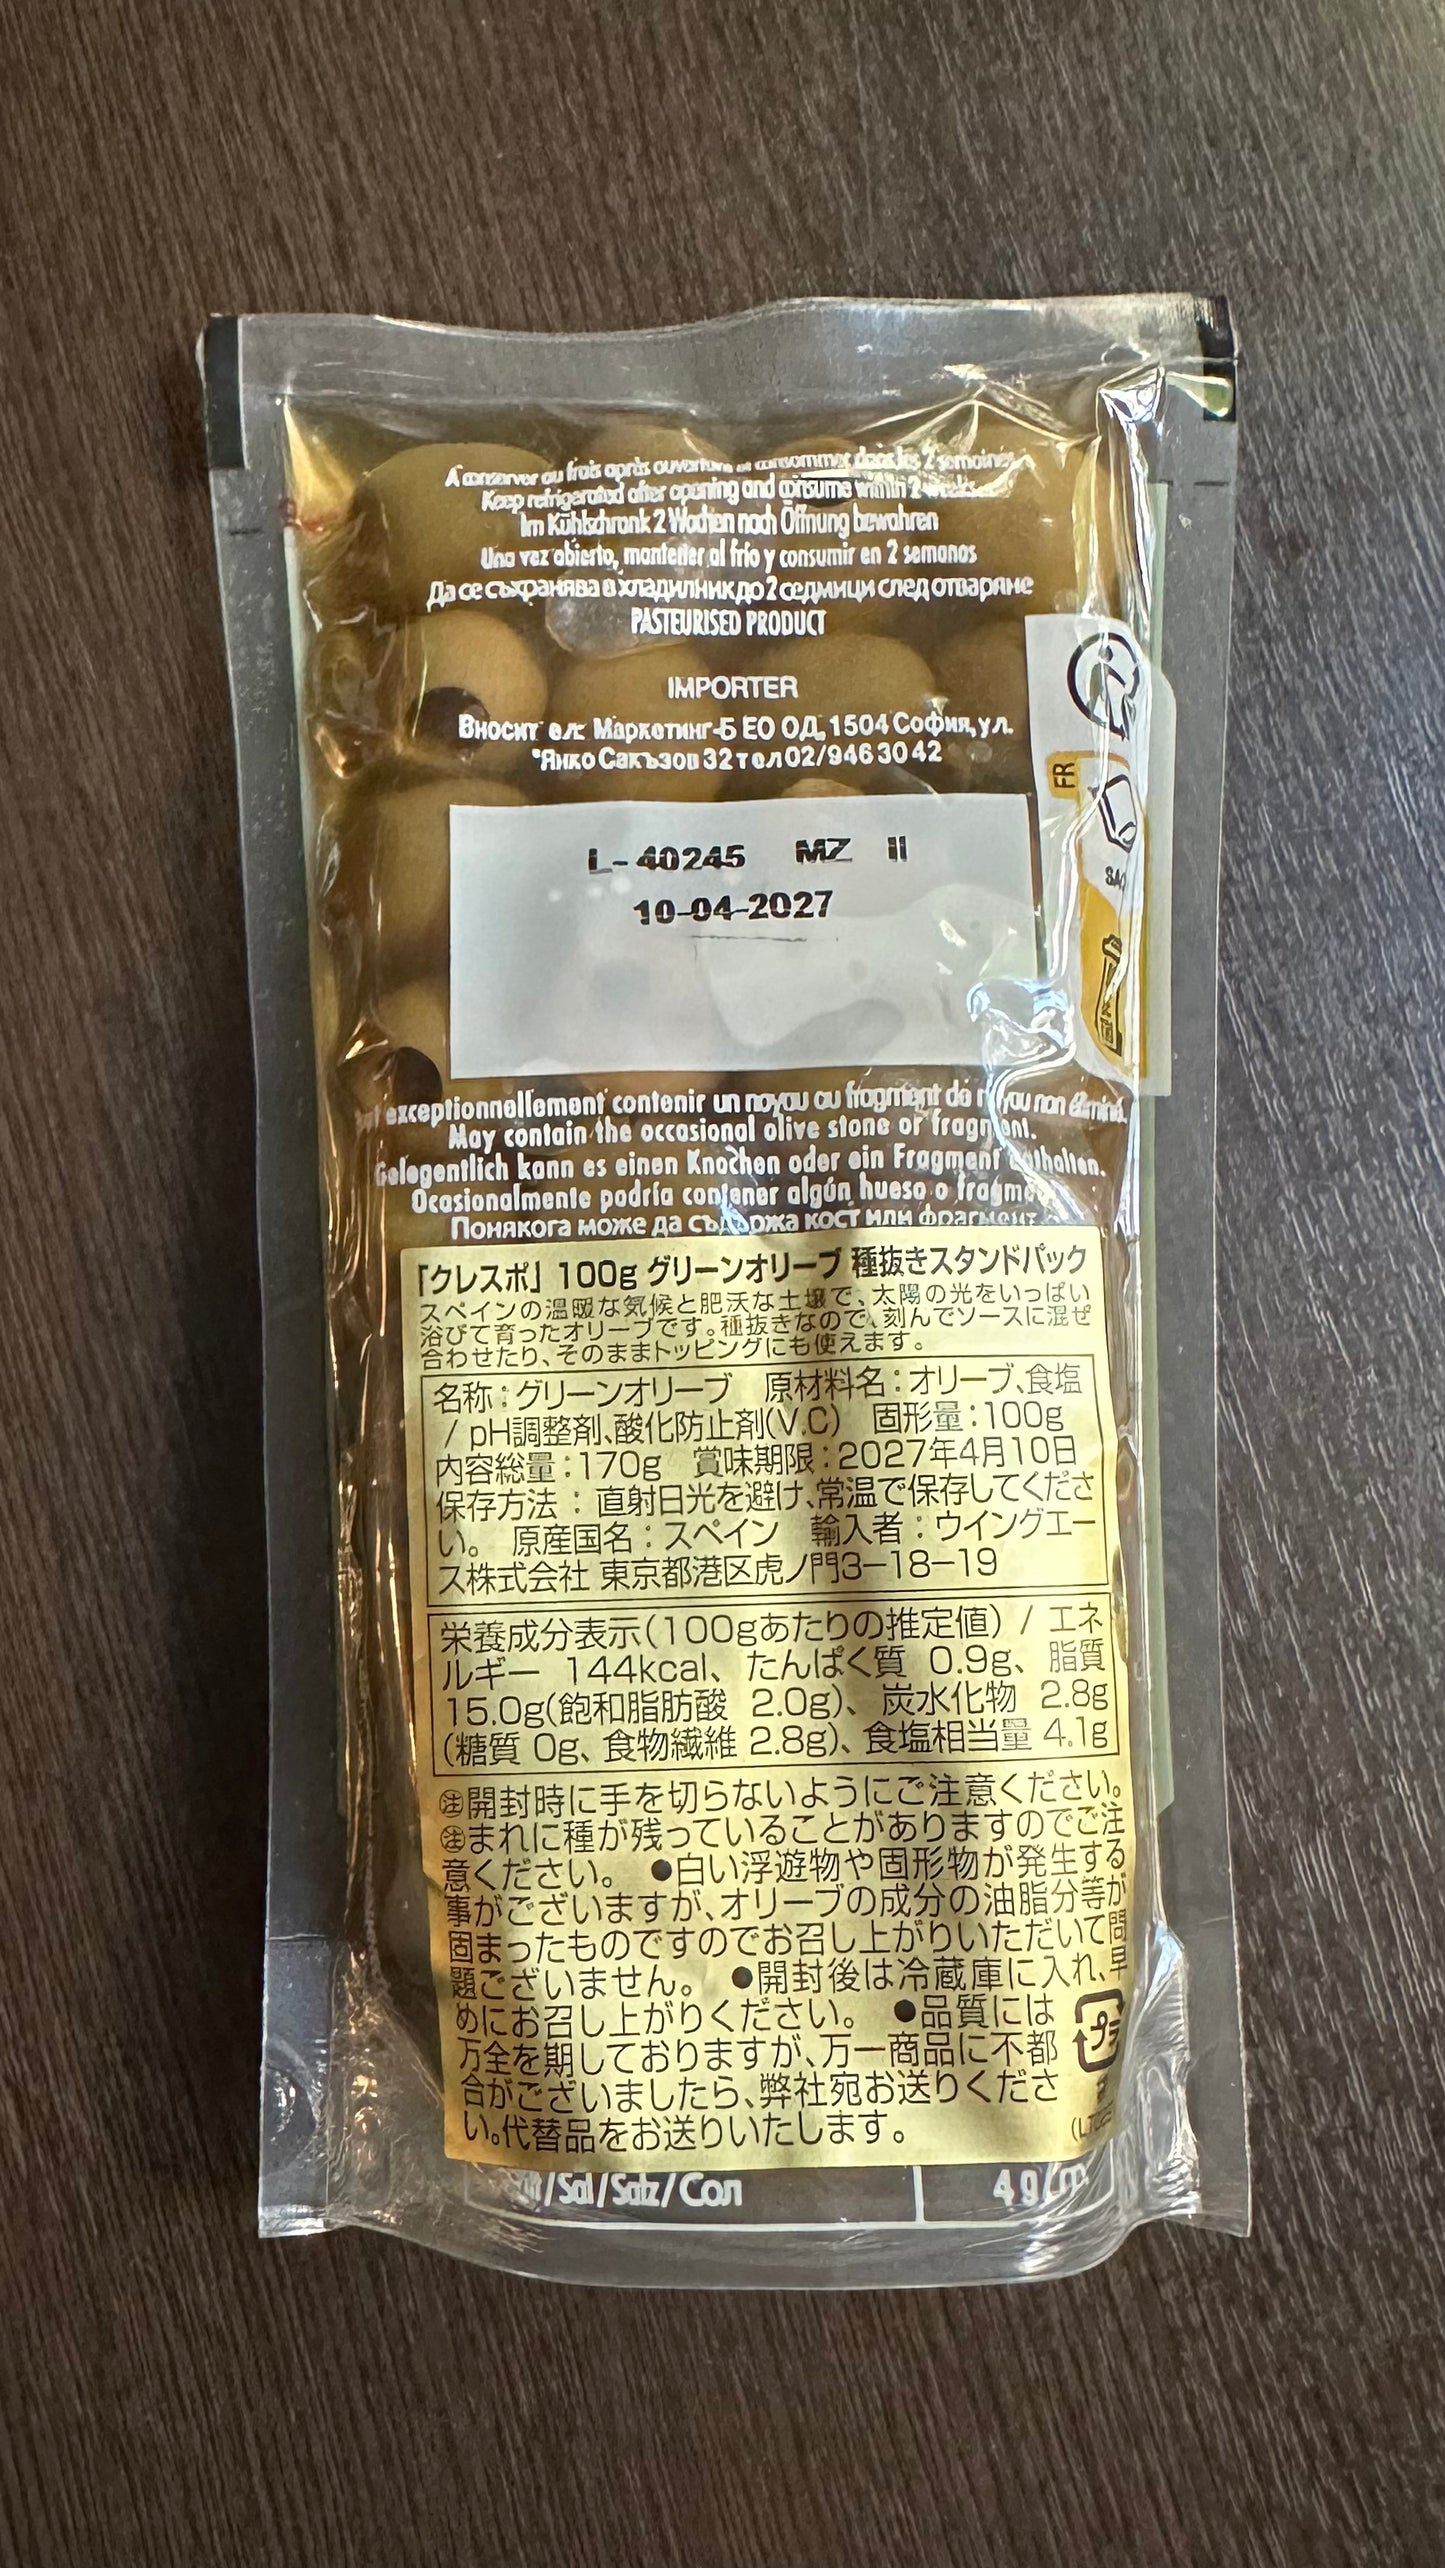 A conserver au frais après ouverture et consommer dans les 2 semaines
Keep refrigerated after opening and consume within 2 weeks
Im Kühlschrank 2 Wochen nach Öffnung bewahren
Una vez abierto, mantener al frío y consumir en 2 semanas
Да се съхранява в хладилник до 2 седмици след отваряне
PASTEURISED PRODUCT
IMPORTER
Вносител: Маркетинг-Б ЕООД, 1504 София, ул.
"Янко Сакъзов 32 тел 02/946 30 42
FR
L-40245 MZ II
10-04-2027
exceptionnellement contenir un noyau ou fragment de noyau non éliminé.
May contain the occasional olive stone or fragment.
Gelegentlich kann es einen Knochen oder ein Fragment enthalten.
Ocasionalmente podría contener algún hueso o
Понякога може да съдържа кост или фрагмент
「クレスポ」100g グリーンオリーブ 種抜きスタンドパック
スペインの温暖な気候と肥沃な土壌で、太陽の光をいっぱい
浴びて育ったオリーブです。種抜きなので、刻んでソースに混ぜ
合わせたり、そのままトッピングにも使えます。
名称：グリーンオリーブ 原材料名：オリーブ、食塩
/ pH調整剤、酸化防止剤(V.C) 固形量：100g
内容総量：170g 賞味期限：2027年4月10日
保存方法：直射日光を避け、常温で保存してくださ
い。 原産国名：スペイン 輸入者：ウイングエー
ス株式会社 東京都港区虎ノ門3−18−19
栄養成分表示(100gあたりの推定値) / エネ
ルギー 144kcal、たんぱく質 0.9g、脂質
15.0g(飽和脂肪酸 2.0g)、炭水化物 2.8g
(糖質 0g、食物繊維 2.8g)、食塩相当量 4.1g
㊟開封時に手を切らないようにご注意ください。
㊟まれに種が残っていることがありますのでご注
意ください。 ●白い浮遊物や固形物が発生する
事がございますが、オリーブの成分の油脂分等が
固まったものですのでお召し上がりいただいて問
題ございません。 ●開封後は冷蔵庫に入れ、早
めにお召し上がりください。 ●品質には
万全を期しておりますが、万一商品に不都
合がございましたら、弊社宛お送りくださ
い。代替品をお送りいたします。
プラ
/Sal/Salz/Сол